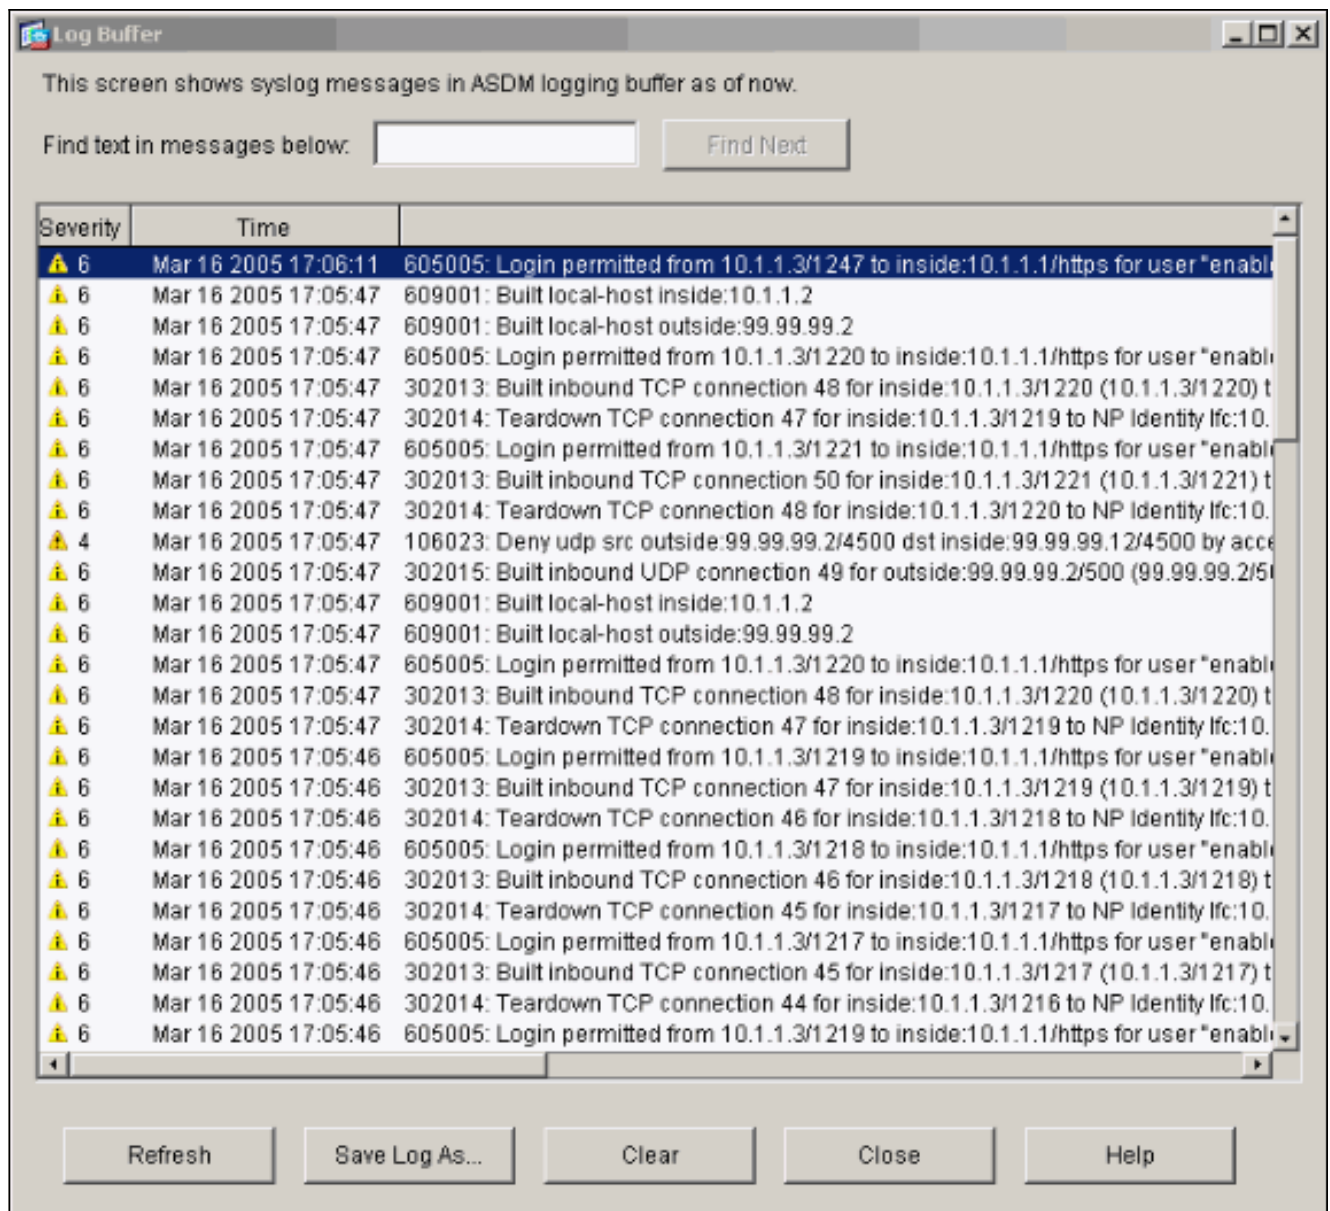 Log Buffer
This screen shows syslog messages in ASDM logging buffer as of now.
Find text in messages below: Find Next
Severity Time
6 Mar 16 2005 17:06:11 605005: Login permitted from 10.1.1.3/1247 to inside:10.1.1.1/https for user "enabl
6 Mar 16 2005 17:05:47 609001: Built local-host inside:10.1.1.2
6 Mar 16 2005 17:05:47 609001: Built local-host outside:99.99.99.2
6 Mar 16 2005 17:05:47 605005: Login permitted from 10.1.1.3/1220 to inside:10.1.1.1/https for user "enabl
6 Mar 16 2005 17:05:47 302013: Built inbound TCP connection 48 for inside:10.1.1.3/1220 (10.1.1.3/1220) t
6 Mar 16 2005 17:05:47 302014: Teardown TCP connection 47 for inside:10.1.1.3/1219 to NP Identity Ifc:10.
6 Mar 16 2005 17:05:47 605005: Login permitted from 10.1.1.3/1221 to inside:10.1.1.1/https for user "enabl
6 Mar 16 2005 17:05:47 302013: Built inbound TCP connection 50 for inside:10.1.1.3/1221 (10.1.1.3/1221) t
6 Mar 16 2005 17:05:47 302014: Teardown TCP connection 48 for inside:10.1.1.3/1220 to NP Identity Ifc:10.
4 Mar 16 2005 17:05:47 106023: Deny udp src outside:99.99.99.2/4500 dst inside:99.99.99.12/4500 by acce
6 Mar 16 2005 17:05:47 302015: Built inbound UDP connection 49 for outside:99.99.99.2/500 (99.99.99.2/50
6 Mar 16 2005 17:05:47 609001: Built local-host inside:10.1.1.2
6 Mar 16 2005 17:05:47 609001: Built local-host outside:99.99.99.2
6 Mar 16 2005 17:05:47 605005: Login permitted from 10.1.1.3/1220 to inside:10.1.1.1/https for user "enabl
6 Mar 16 2005 17:05:47 302013: Built inbound TCP connection 48 for inside:10.1.1.3/1220 (10.1.1.3/1220) t
6 Mar 16 2005 17:05:47 302014: Teardown TCP connection 47 for inside:10.1.1.3/1219 to NP Identity Ifc:10.
6 Mar 16 2005 17:05:46 605005: Login permitted from 10.1.1.3/1219 to inside:10.1.1.1/https for user "enabl
6 Mar 16 2005 17:05:46 302013: Built inbound TCP connection 47 for inside:10.1.1.3/1219 (10.1.1.3/1219) t
6 Mar 16 2005 17:05:46 302014: Teardown TCP connection 46 for inside:10.1.1.3/1218 to NP Identity Ifc:10.
6 Mar 16 2005 17:05:46 605005: Login permitted from 10.1.1.3/1218 to inside:10.1.1.1/https for user "enabl
6 Mar 16 2005 17:05:46 302013: Built inbound TCP connection 46 for inside:10.1.1.3/1218 (10.1.1.3/1218) t
6 Mar 16 2005 17:05:46 302014: Teardown TCP connection 45 for inside:10.1.1.3/1217 to NP Identity Ifc:10.
6 Mar 16 2005 17:05:46 605005: Login permitted from 10.1.1.3/1217 to inside:10.1.1.1/https for user "enabl
6 Mar 16 2005 17:05:46 302013: Built inbound TCP connection 45 for inside:10.1.1.3/1217 (10.1.1.3/1217) t
6 Mar 16 2005 17:05:46 302014: Teardown TCP connection 44 for inside:10.1.1.3/1216 to NP Identity Ifc:10.
6 Mar 16 2005 17:05:46 605005: Login permitted from 10.1.1.3/1219 to inside:10.1.1.1/https for user "enabl
Refresh Save Log As... Clear Close Help